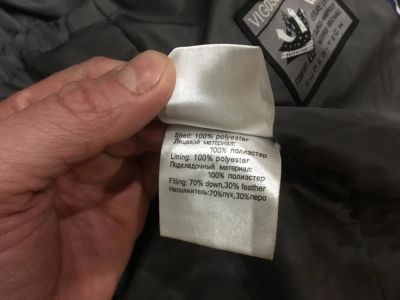 Shell: 100% polyester
Лицевой материал:
100% полиэстер
Lining: 100% polyester
Подкладочный материал:
100% полиэстер
Filling: 70% down,30% feather
Наполнитель:70%пух,30%перо